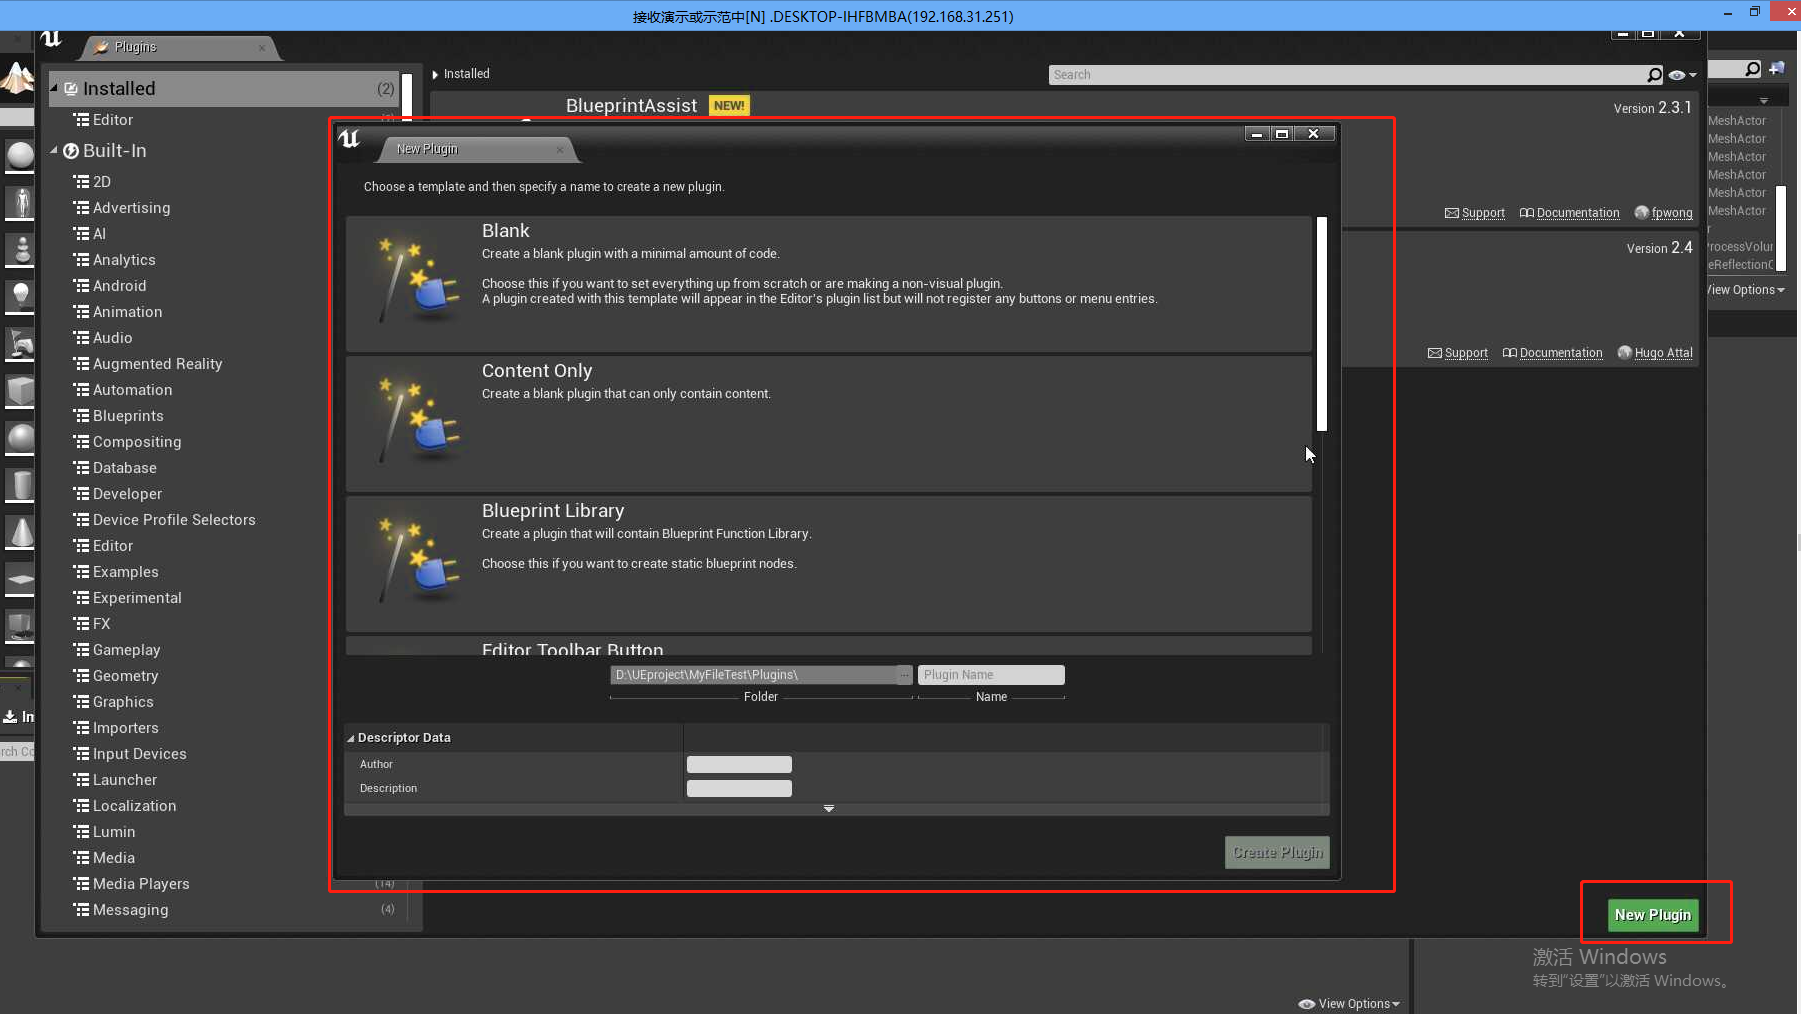 接收演示或示范中[N] .DESKTOP-IHFBMBA(192.168.31.251)
Plugins
Installed (2)
Editor
Built-In
2D
Advertising
AI
Analytics
Android
Animation
Audio
Augmented Reality
Automation
Blueprints
Compositing
Database
Developer
Device Profile Selectors
Editor
Examples
Experimental
FX
Gameplay
Geometry
Graphics
Importers
Input Devices
Launcher
Localization
Lumin
Media
Media Players (14)
Messaging (4)
Installed
Search
BlueprintAssist NEW!
Version 2.3.1
Support Documentation fpwong
Version 2.4
Support Documentation Hugo Attal
New Plugin
Choose a template and then specify a name to create a new plugin.
Blank
Create a blank plugin with a minimal amount of code.
Choose this if you want to set everything up from scratch or are making a non-visual plugin.
A plugin created with this template will appear in the Editor's plugin list but will not register any buttons or menu entries.
Content Only
Create a blank plugin that can only contain content.
Blueprint Library
Create a plugin that will contain Blueprint Function Library.
Choose this if you want to create static blueprint nodes.
Editor Toolbar Button
D:\UEproject\MyFileTest\Plugins\ ... Plugin Name
Folder Name
Descriptor Data
Author
Description
Create Plugin
New Plugin
MeshActor
MeshActor
MeshActor
MeshActor
MeshActor
MeshActor
r
ProcessVolu
eReflectionC
View Options
In
rch Co
激活 Windows
转到“设置”以激活 Windows。
View Options